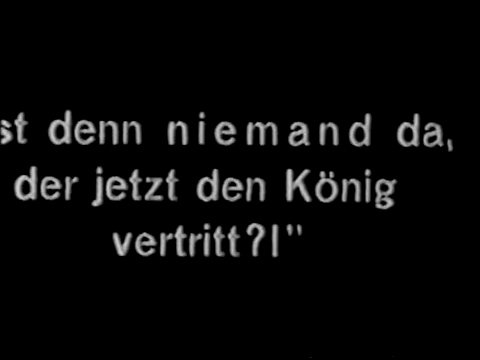 st denn niemand da,
der jetzt den König
vertritt?!"